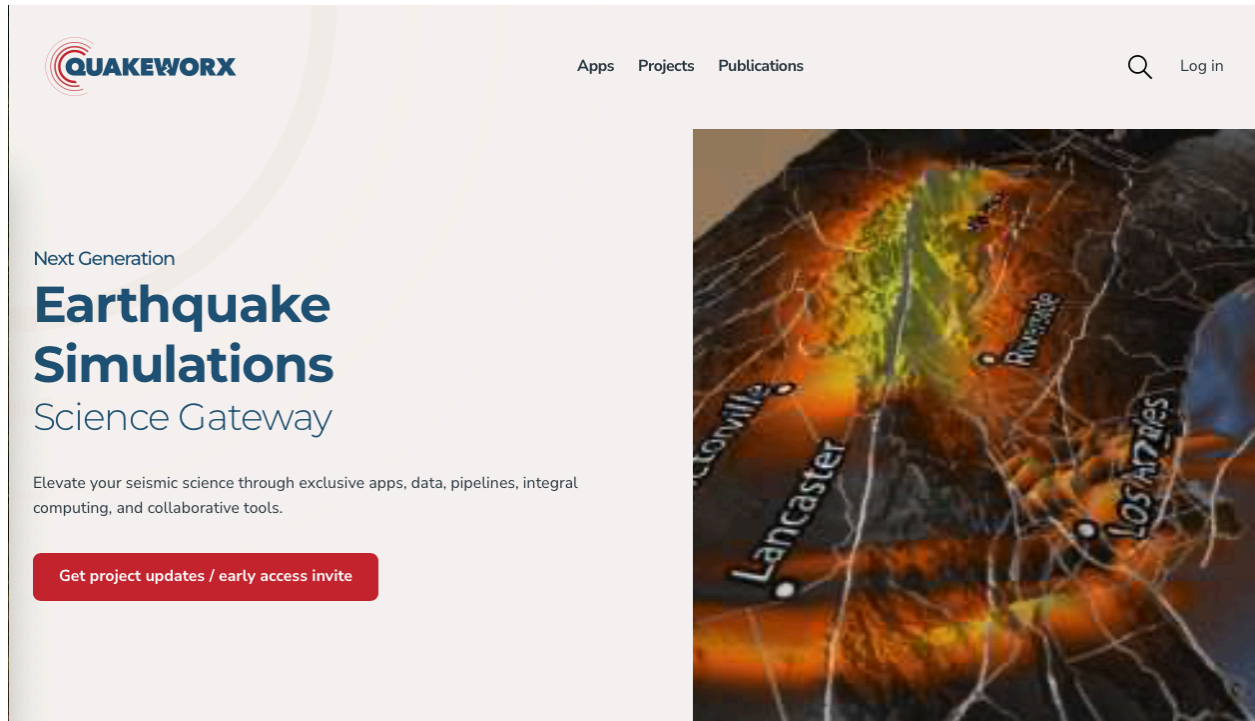 QUAKEWORX
Apps Projects Publications
Log in
Next Generation
Earthquake
Simulations
Science Gateway
Elevate your seismic science through exclusive apps, data, pipelines, integral
computing, and collaborative tools.
Get project updates / early access invite
Riverside
ctorville
Lancaster
Los Angeles